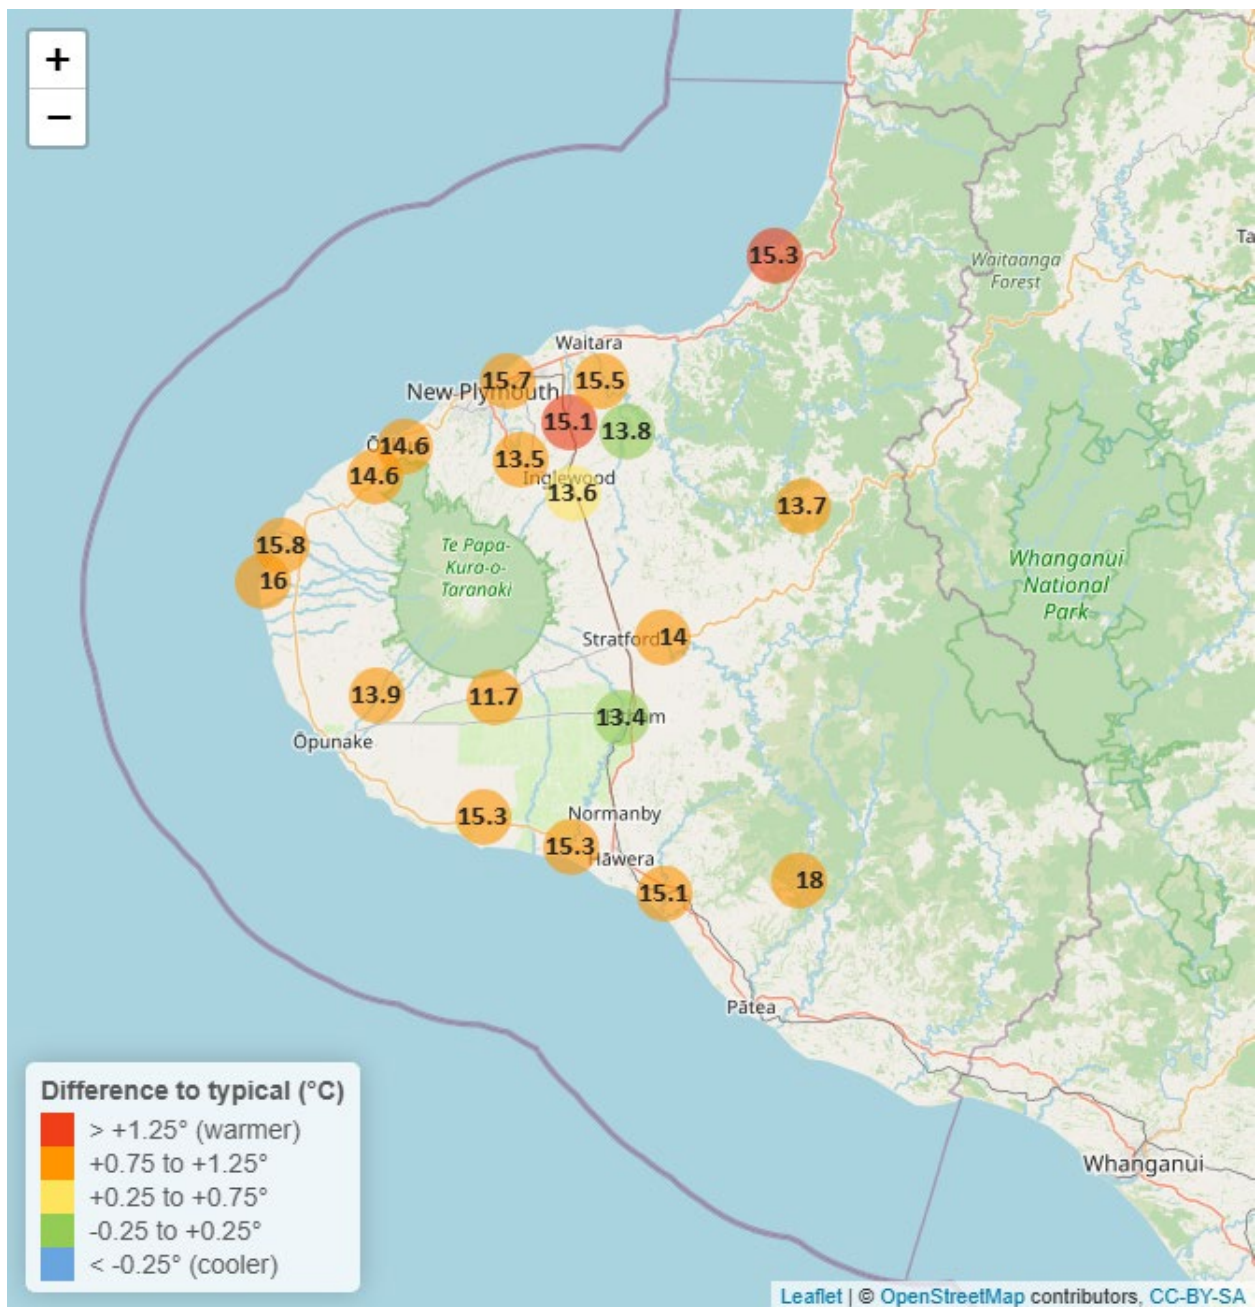 +
−
Ta
Waitaanga
Forest
15.3
Waitara
15.7
15.5
New Plymouth
15.1
13.8
14.6
13.5
14.6
Inglewood
13.6
13.7
15.8
Te Papa-
Kura-o-
Taranaki
Whanganui
National
Park
16
Stratford
14
13.9
11.7
13.4
Ōpunake
15.3
Normanby
15.3
Hāwera
15.1
18
Pātea
Whanganui
Difference to typical (°C)
> +1.25° (warmer)
+0.75 to +1.25°
+0.25 to +0.75°
-0.25 to +0.25°
< -0.25° (cooler)
Leaflet | © OpenStreetMap contributors, CC-BY-SA